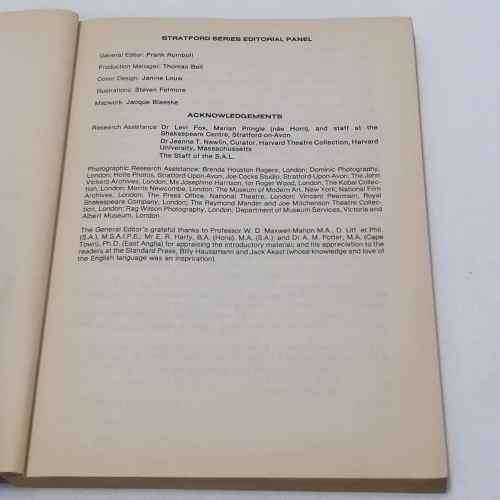 STRATFORD SERIES EDITORIAL PANEL
General Editor: Frank Rumboll
Production Manager: Thomas Boll
Cover Design: Janine Louw
Illustrations: Steven Felmore
Mapwork: Jacque Blaeske
ACKNOWLEDGEMENTS
Research Assistance: Dr Levi Fox, Marian Pringle (née Horn), and staff at the
Shakespeare Centre, Stratford-on-Avon
Dr Jeanne T. Newlin, Curator, Harvard Theatre Collection, Harvard
University, Massachussetts
The Staff of the S.A.L.
Photographic Research Assistance: Brenda Houston Rogers, London; Dominic Photography,
London; Holte Photos, Stratford-Upon-Avon; Joe Cocks Studio, Stratford-Upon-Avon; The John
Vickers Archives, London; Ms Josephine Harrison, for Roger Wood, London; The Kobal Collec-
tion, London; Morris Newcombe, London; The Museum of Modern Art, New York; National Film
Archives, London; The Press Office, National Theatre, London; Vincent Pearmain, Royal
Shakespeare Company, London; The Raymond Mander and Joe Mitchenson Theatre Collec-
tion, London; Reg Wilson Photography, London; Department of Museum Services, Victoria and
Albert Museum, London.
The General Editor's grateful thanks to Professor W. D. Maxwell-Mahon M.A., D. Litt. et Phil.
(S.A.), M.S.A.I.P.E.; Mr E. R. Harty, B.A. (Hons), M.A. (S.A.); and Dr A. M. Potter, M.A. (Cape
Town), Ph.D. (East Anglia) for appraising the introductory material; and his appreciation to the
readers at the Standard Press, Billy Haussmann and Jack Akast (whose knowledge and love of
the English language was an inspiration).